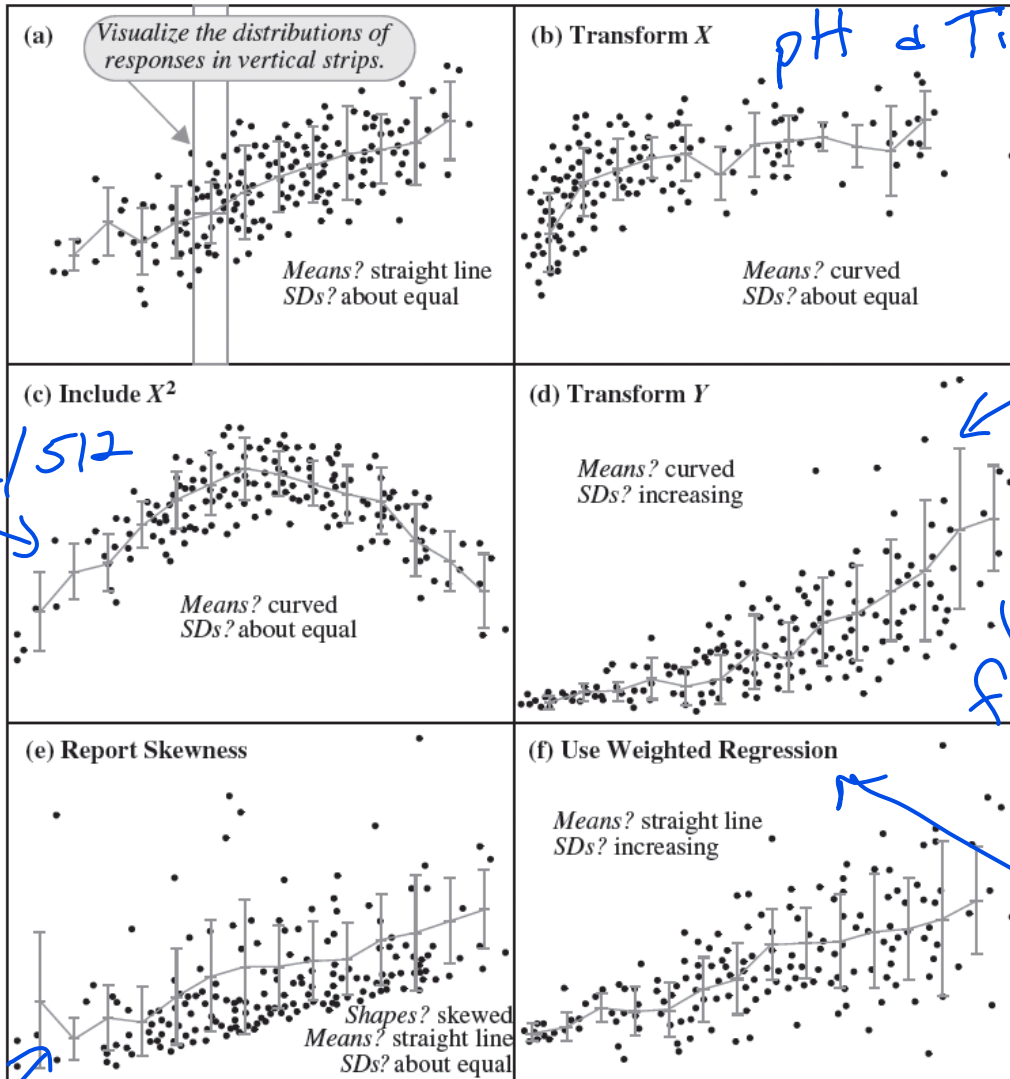 (a)
Visualize the distributions of
responses in vertical strips.
Means? straight line
SDs? about equal
(b) Transform X
pH
Means? curved
SDs? about equal
(c) Include X²
512
Means? curved
SDs? about equal
(d) Transform Y
Means? curved
SDs? increasing
f
(e) Report Skewness
Shapes? skewed
Means? straight line
SDs? about equal
(f) Use Weighted Regression
Means? straight line
SDs? increasing